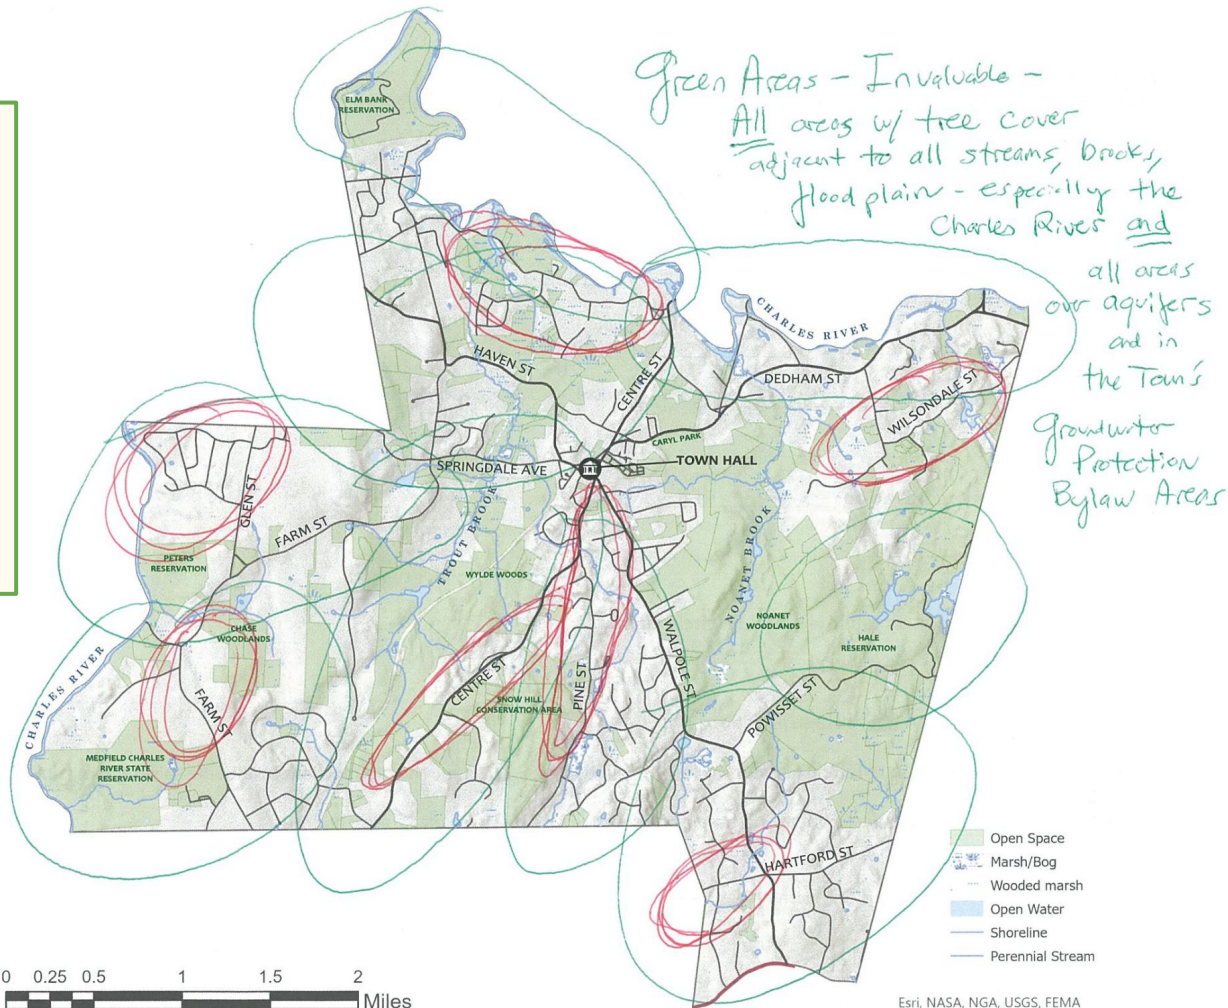 Green Areas - Invaluable -
All areas w/ tree cover
adjacent to all streams, brooks,
flood plain - especially the
Charles River and
all areas
over aquifers
and in
the Town's
Groundwater
Protection
Bylaw Areas
ELM BANK
RESERVATION
CHARLES RIVER
HAVEN ST
CENTRE ST
DEDHAM ST
WILSONDALE ST
CARYL PARK
TOWN HALL
SPRINGDALE AVE
GLEN ST
FARM ST
TROUT BROOK
PETERS
RESERVATION
WYLDE WOODS
NOANET BROOK
NOANET
WOODLANDS
HALE
RESERVATION
CHASE
WOODLANDS
CHARLES RIVER
FARM ST
CENTRE ST
SNOW HILL
CONSERVATION AREA
PINE ST
WALPOLE ST
POWISSET ST
MEDFIELD CHARLES
RIVER STATE
RESERVATION
HARTFORD ST
Open Space
Marsh/Bog
Wooded marsh
Open Water
Shoreline
Perennial Stream
0 0.25 0.5 1 1.5 2
Miles
Esri, NASA, NGA, USGS, FEMA